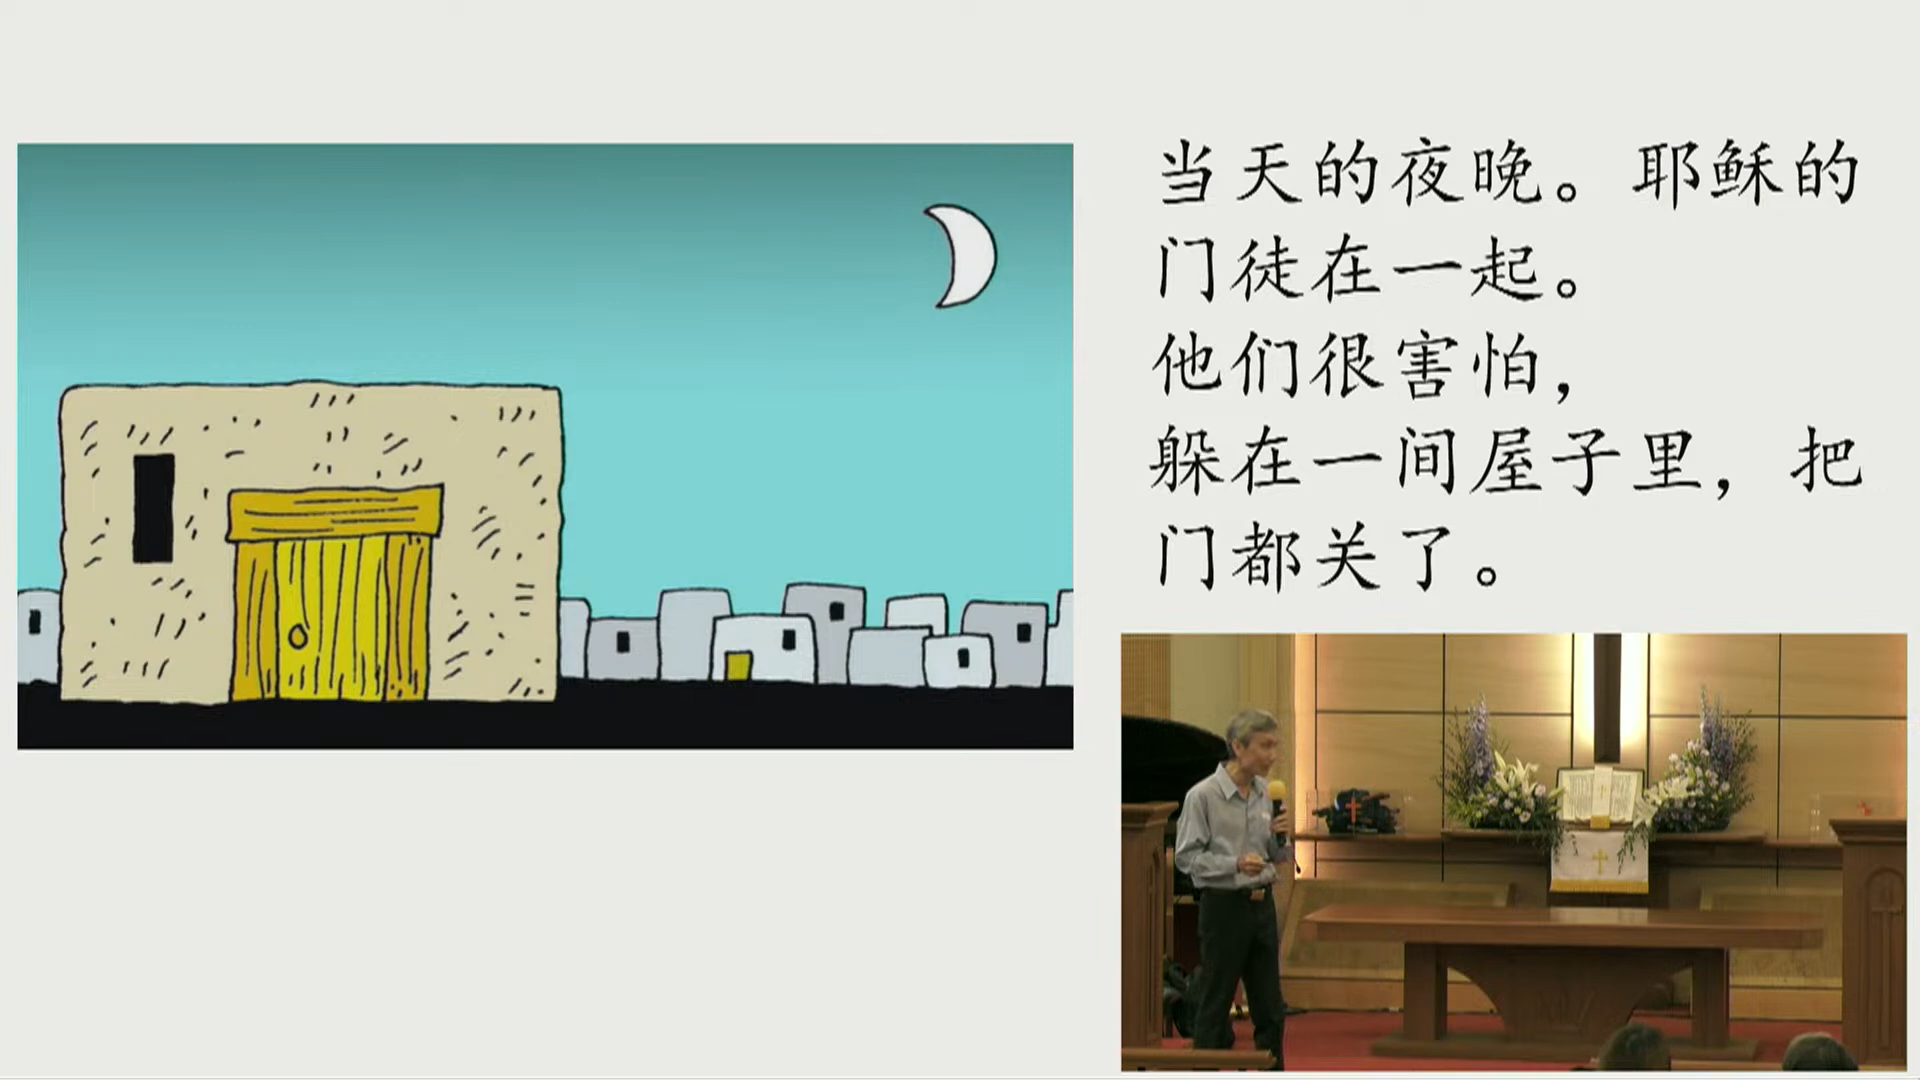 当天的夜晚。耶稣的
门徒在一起。
他们很害怕，
躲在一间屋子里，把
门都关了。